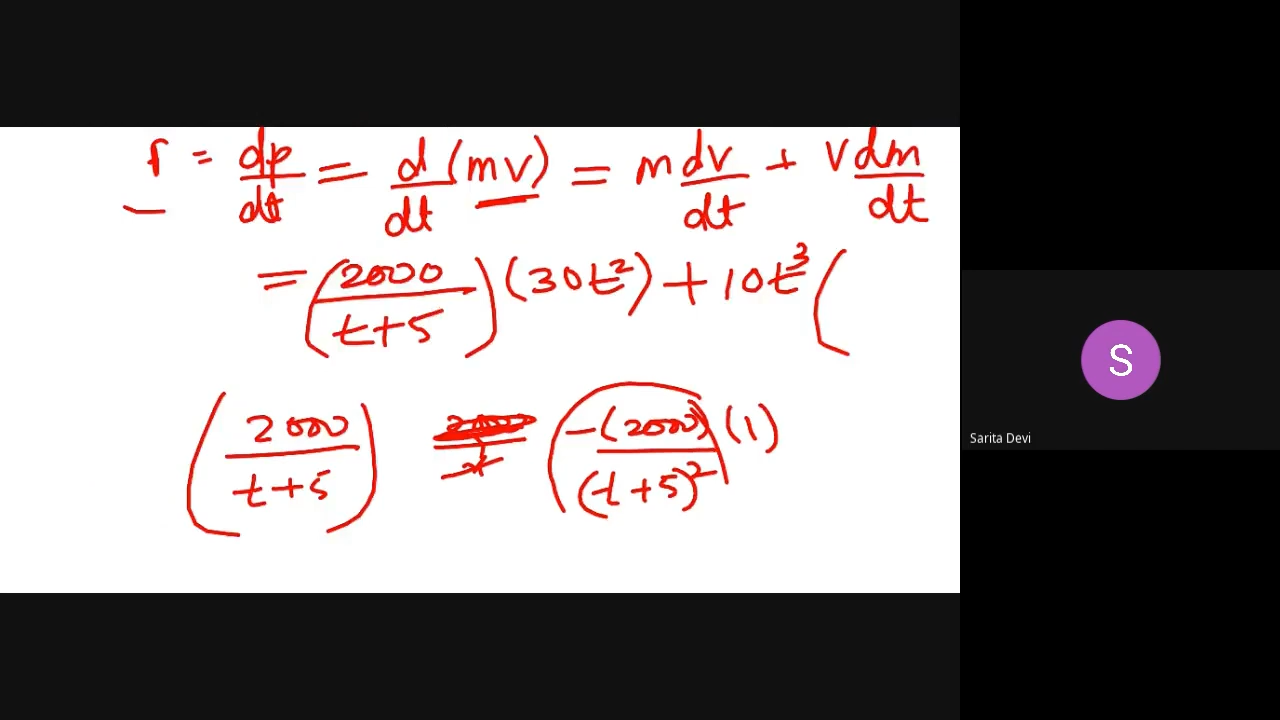 F = dp/dt = d/dt (mv) = m dv/dt + v dm/dt
= (2000/(t+5)) (30t²) + 10t³ (
(2000/(t+5)) (-(2000)/(t+5)²) (1)
S
Sarita Devi